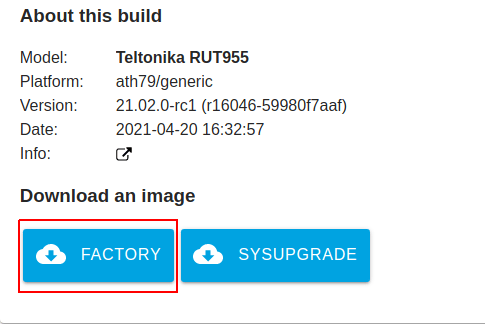 About this build
Model: Teltonika RUT955
Platform: ath79/generic
Version: 21.02.0-rc1 (r16046-59980f7aaf)
Date: 2021-04-20 16:32:57
Info:
Download an image
FACTORY SYSUPGRADE